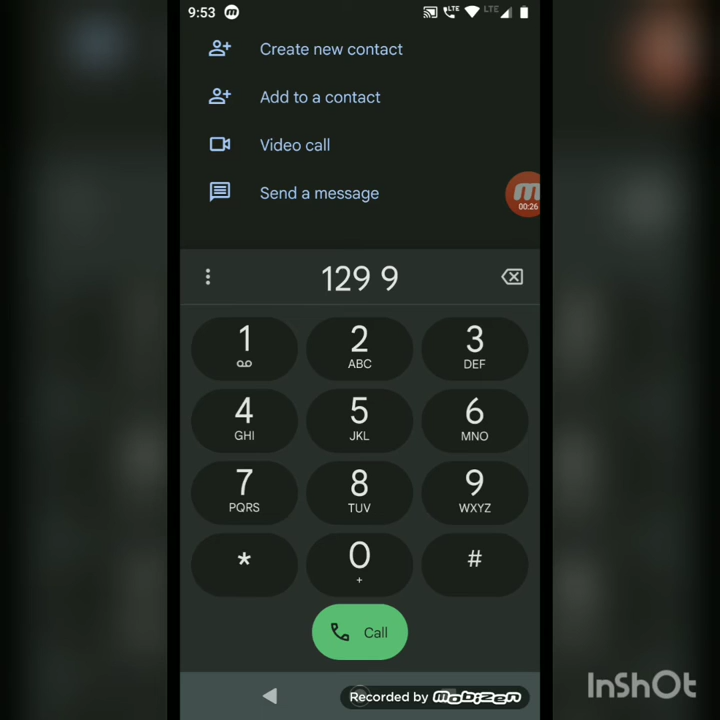 9:53 m LTE LTE
Create new contact
Add to a contact
Video call
Send a message
m
00:26
129 9
1 2 3
ABC DEF
4 5 6
GHI JKL MNO
7 8 9
PQRS TUV WXYZ
* 0 #
+
Call
Recorded by mobizen
InShOt